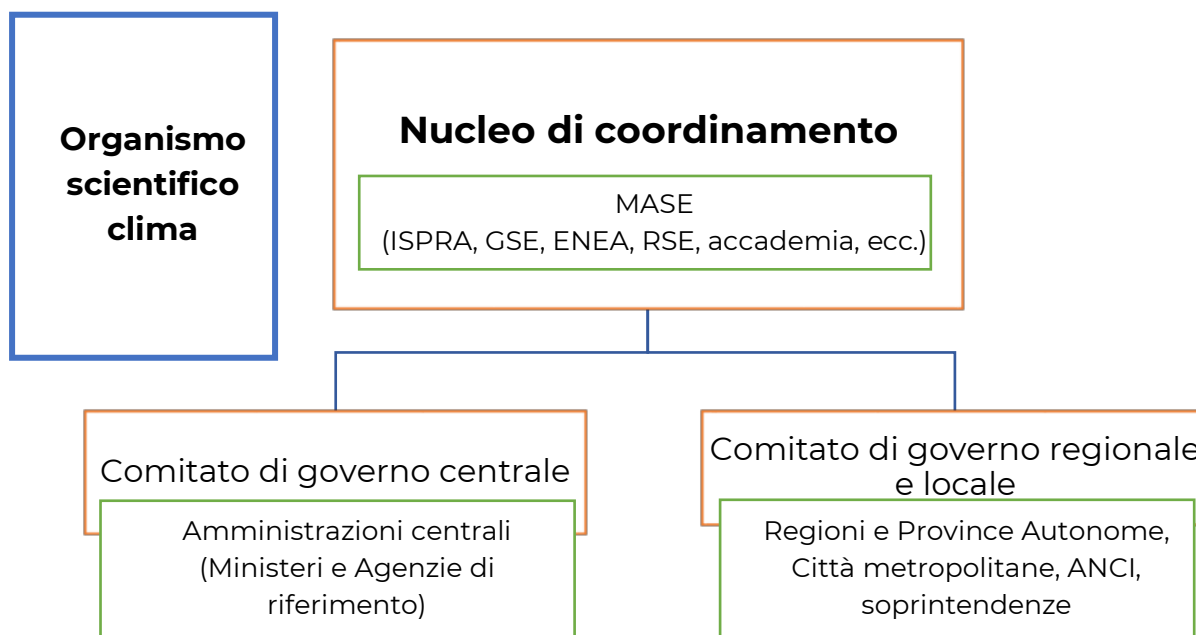 Organismo
scientifico
clima
Nucleo di coordinamento
MASE
(ISPRA, GSE, ENEA, RSE, accademia, ecc.)
Comitato di governo centrale
Amministrazioni centrali
(Ministeri e Agenzie di
riferimento)
Comitato di governo regionale
e locale
Regioni e Province Autonome,
Città metropolitane, ANCI,
soprintendenze